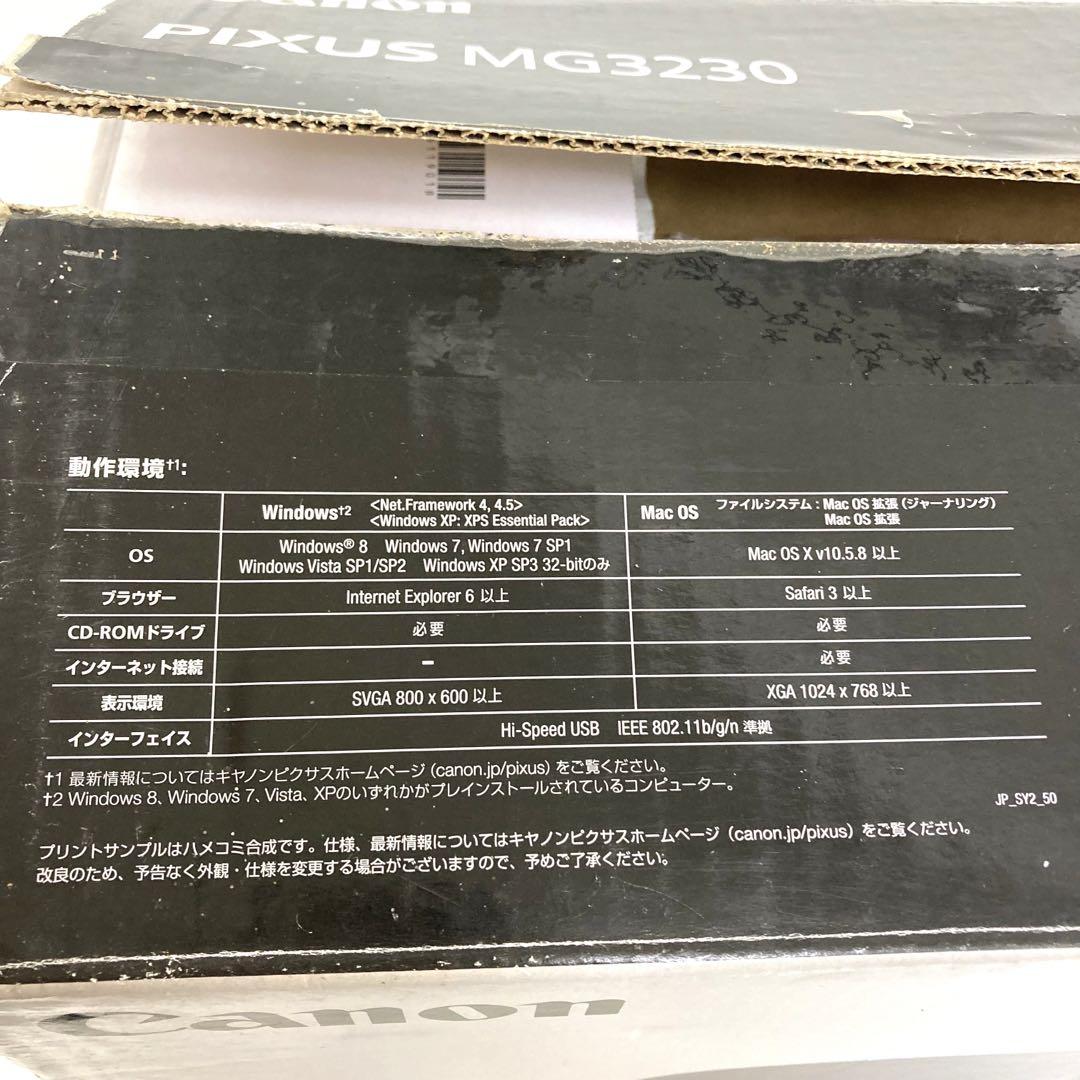 Canon
PIXUS MG3230
動作環境†1:
Windows†2 <Net.Framework 4, 4.5>
<Windows XP: XPS Essential Pack>
Mac OS ファイルシステム : Mac OS 拡張 (ジャーナリング)
Mac OS 拡張
OS
Windows® 8 Windows 7, Windows 7 SP1
Windows Vista SP1/SP2 Windows XP SP3 32-bitのみ
Mac OS X v10.5.8 以上
ブラウザー Internet Explorer 6 以上 Safari 3 以上
CD-ROMドライブ 必要 必要
インターネット接続 – 必要
表示環境 SVGA 800 x 600 以上 XGA 1024 x 768 以上
インターフェイス Hi-Speed USB IEEE 802.11b/g/n 準拠
†1 最新情報についてはキヤノンピクサスホームページ (canon.jp/pixus) をご覧ください。
†2 Windows 8、Windows 7、Vista、XPのいずれかがプレインストールされているコンピューター。
JP_SY2_50
プリントサンプルはハメコミ合成です。仕様、最新情報についてはキヤノンピクサスホームページ (canon.jp/pixus) をご覧ください。
改良のため、予告なく外観・仕様を変更する場合がございますので、予めご了承ください。
Canon